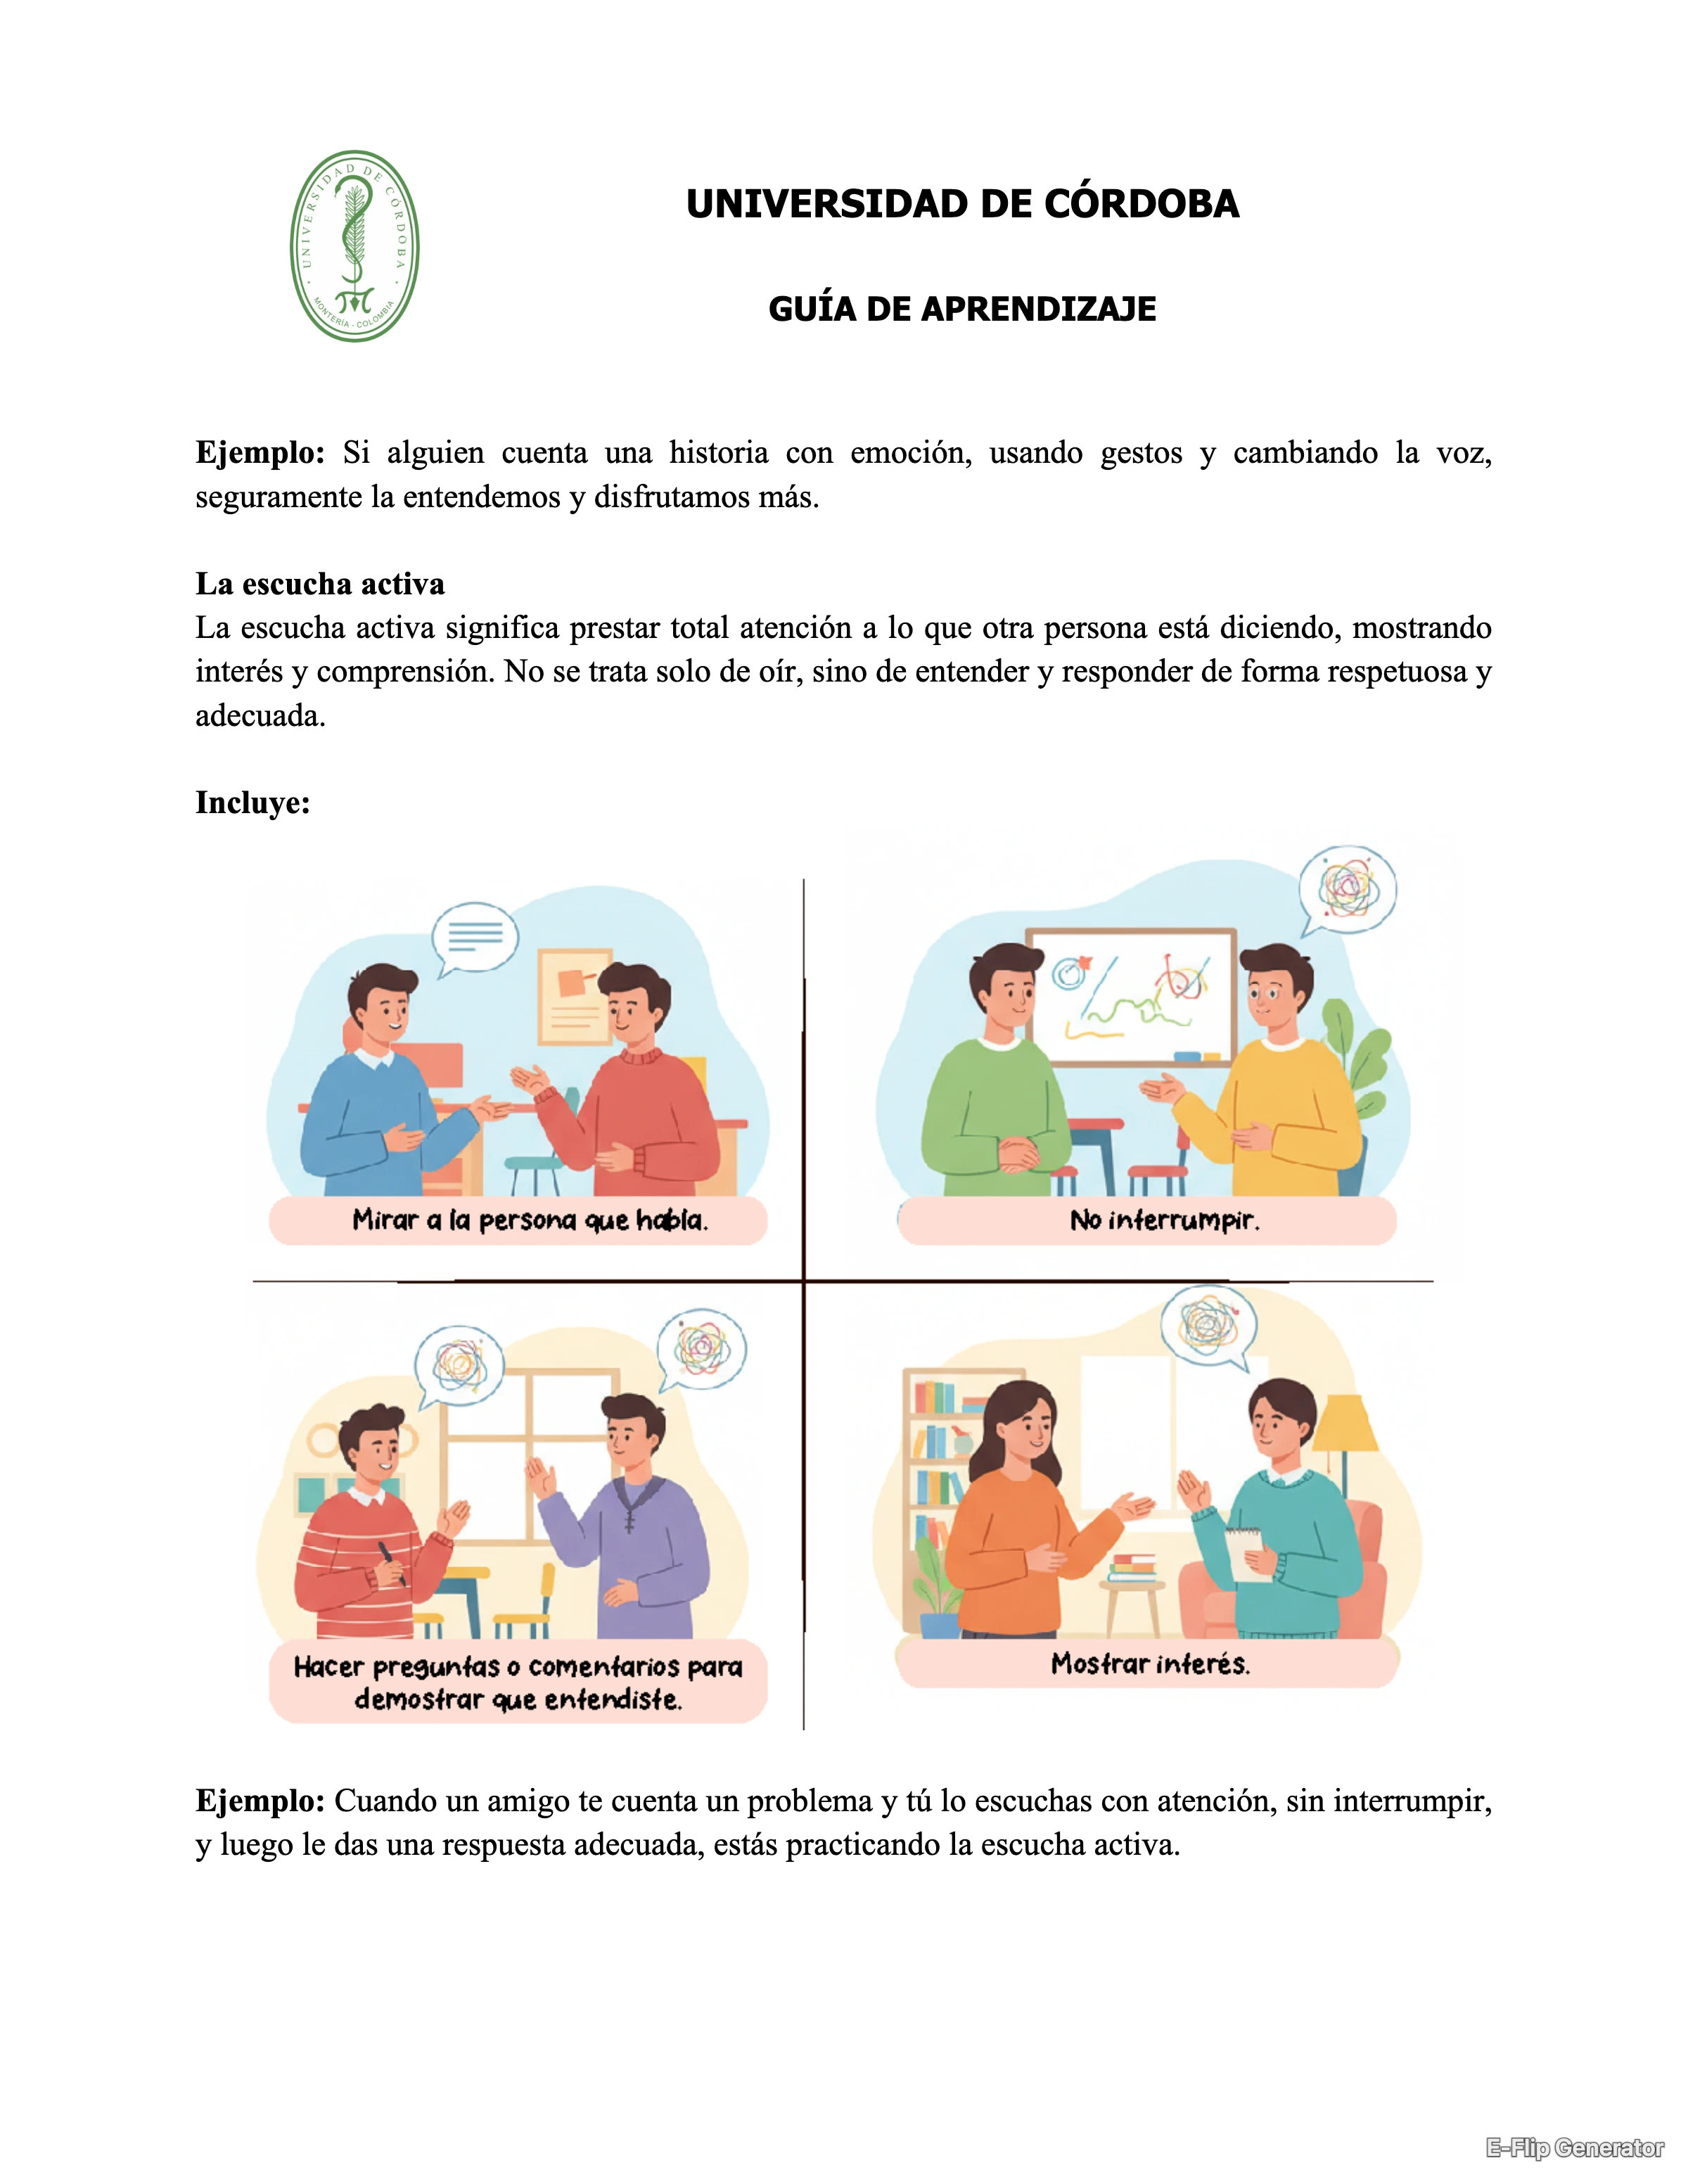 UNIVERSIDAD DE CÓRDOBA
MONTERÍA - COLOMBIA
UNIVERSIDAD DE CÓRDOBA
GUÍA DE APRENDIZAJE
Ejemplo: Si alguien cuenta una historia con emoción, usando gestos y cambiando la voz,
seguramente la entendemos y disfrutamos más.
La escucha activa
La escucha activa significa prestar total atención a lo que otra persona está diciendo, mostrando
interés y comprensión. No se trata solo de oír, sino de entender y responder de forma respetuosa y
adecuada.
Incluye:
Mirar a la persona que habla.
No interrumpir.
Hacer preguntas o comentarios para
demostrar que entendiste.
Mostrar interés.
Ejemplo: Cuando un amigo te cuenta un problema y tú lo escuchas con atención, sin interrumpir,
y luego le das una respuesta adecuada, estás practicando la escucha activa.
E-Flip Generator